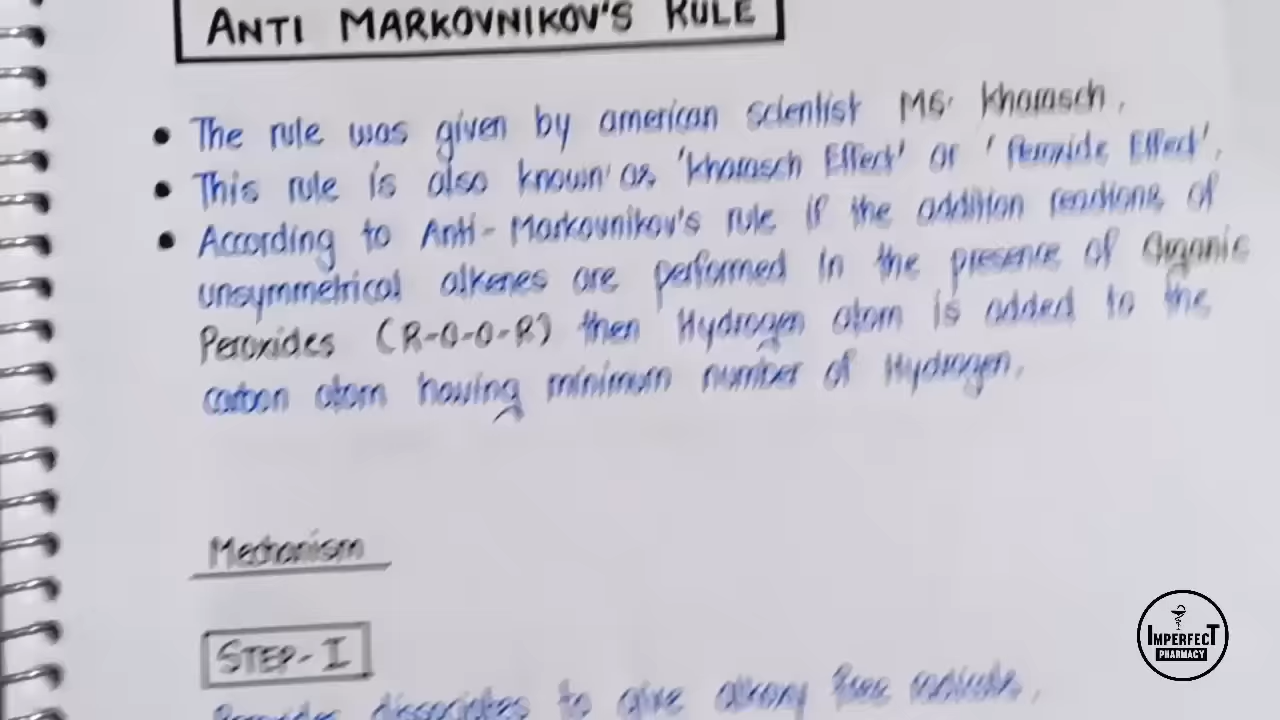 ANTI MARKOVNIKOV'S RULE
• The rule was given by american scientist MS. Kharasch.
• This rule is also known as 'Kharasch Effect' or 'Peroxide Effect'.
• According to Anti-Markovnikov's rule if the addition reactions of
unsymmetrical alkenes are performed in the presence of Organic
Peroxides (R-O-O-R) then Hydrogen atom is added to the
carbon atom having minimum number of Hydrogen.
Mechanism
STEP-I
Peroxides dissociates to give alkoxy free radicals.
IMPERFECT
PHARMACY